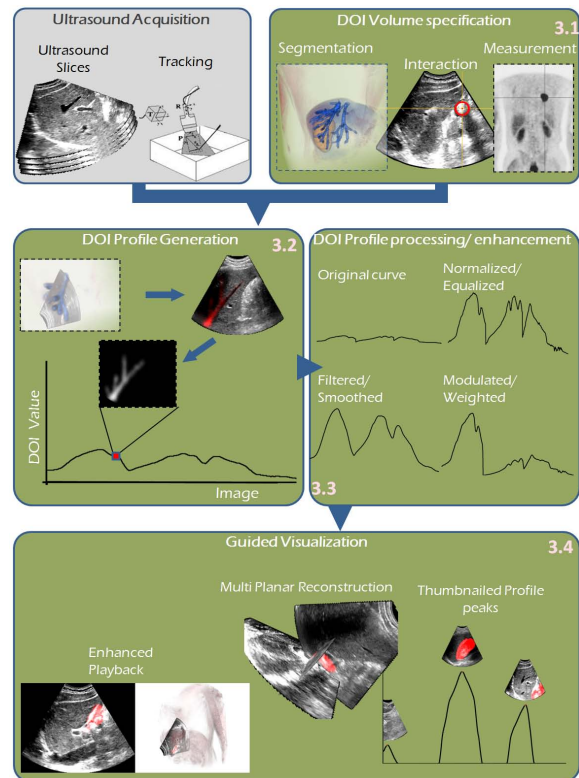 Ultrasound Acquisition
Ultrasound
Slices
Tracking
T
R
P
DOI Volume specification
3.1
Segmentation
Interaction
Measurement
DOI Profile Generation
3.2
DOI Value
Image
DOI Profile processing/ enhancement
Original curve
Normalized/
Equalized
Filtered/
Smoothed
Modulated/
Weighted
3.3
Guided Visualization
3.4
Enhanced
Playback
Multi Planar Reconstruction
Thumbnailed Profile
peaks